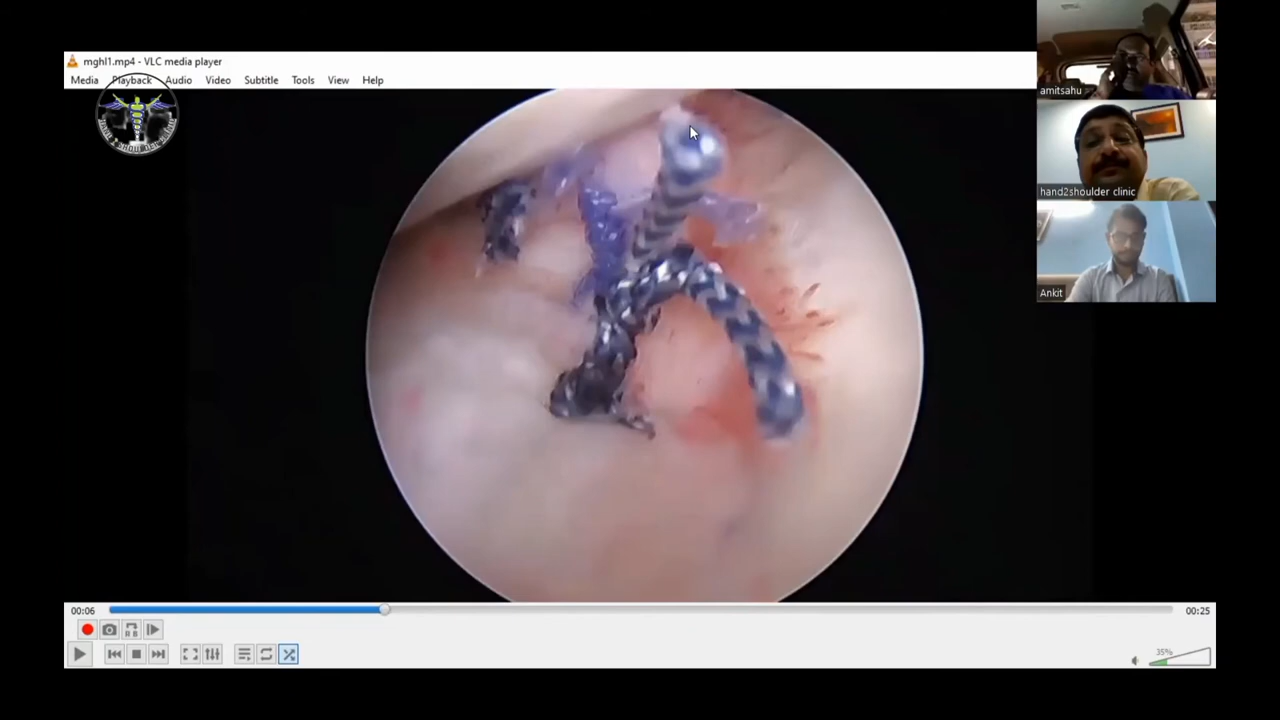 mghl1.mp4 - VLC media player
Media Playback Audio Video Subtitle Tools View Help
amitsahu
hand2shoulder clinic
Ankit
00:06
00:25
35%